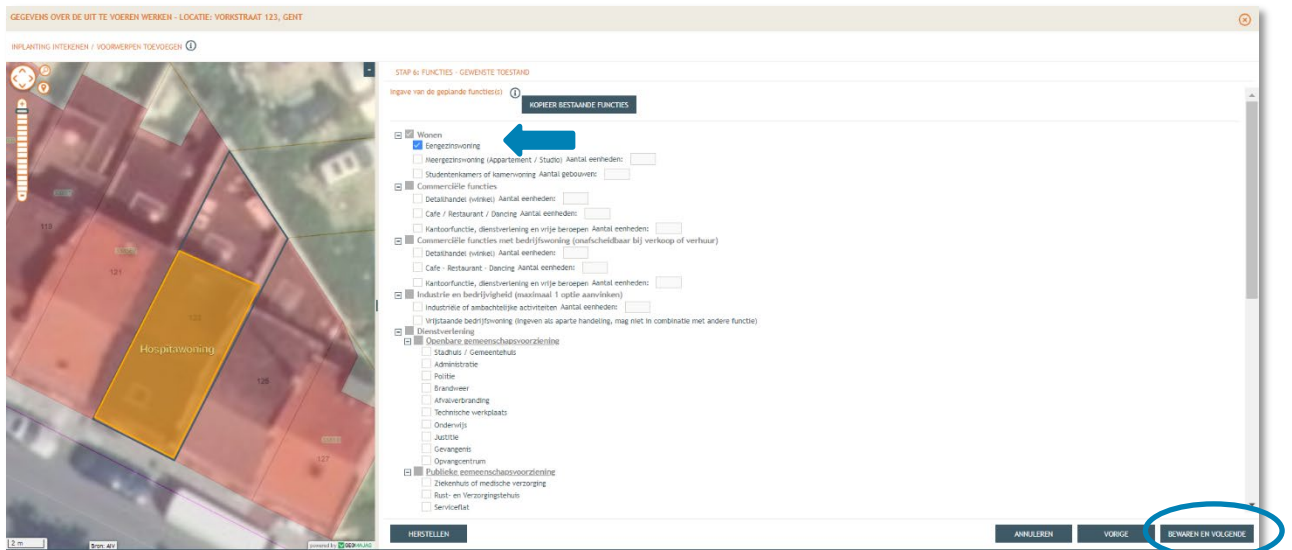 GEGEVENS OVER DE UIT TE VOEREN WERKEN - LOCATIE: VORKSTRAAT 123, GENT
INPLANTING INTEKENEN / VOORWERPEN TOEVOEGEN
STAP 6: FUNCTIES - GEWENSTE TOESTAND
Ingave van de geplande functies(s)
KOPIEER BESTAANDE FUNCTIES
Wonen
Eengezinswoning
Meergezinswoning (Appartement / Studio) Aantal eenheden:
Studentenkamers of kamerwoning Aantal gebouwen:
Commerciële functies
Detailhandel (winkel) Aantal eenheden:
Cafe / Restaurant / Dancing Aantal eenheden:
Kantoorfunctie, dienstverlening en vrije beroepen Aantal eenheden:
Commerciële functies met bedrijfswoning (onafscheidbaar bij verkoop of verhuur)
Detailhandel (winkel) Aantal eenheden:
Cafe - Restaurant - Dancing Aantal eenheden:
Kantoorfunctie, dienstverlening en vrije beroepen Aantal eenheden:
Industrie en bedrijvigheid (maximaal 1 optie aanvinken)
Industriële of ambachtelijke activiteiten Aantal eenheden:
Vrijstaande bedrijfswoning (ingeven als aparte handeling, mag niet in combinatie met andere functie)
Dienstverlening
Openbare gemeenschapsvoorziening
Stadhuis / Gemeentehuis
Administratie
Politie
Brandweer
Afvalverbranding
Technische werkplaats
Onderwijs
Justitie
Gevangenis
Opvangcentrum
Publieke gemeenschapsvoorziening
Ziekenhuis of medische verzorging
Rust- en Verzorgingstehuis
Serviceflat
HERSTELLEN
ANNULEREN
VORIGE
BEWAREN EN VOLGENDE
119
121
123
Hospitawoning
125
127
2 m
Bron: AIV
powered by GEOMAJAS